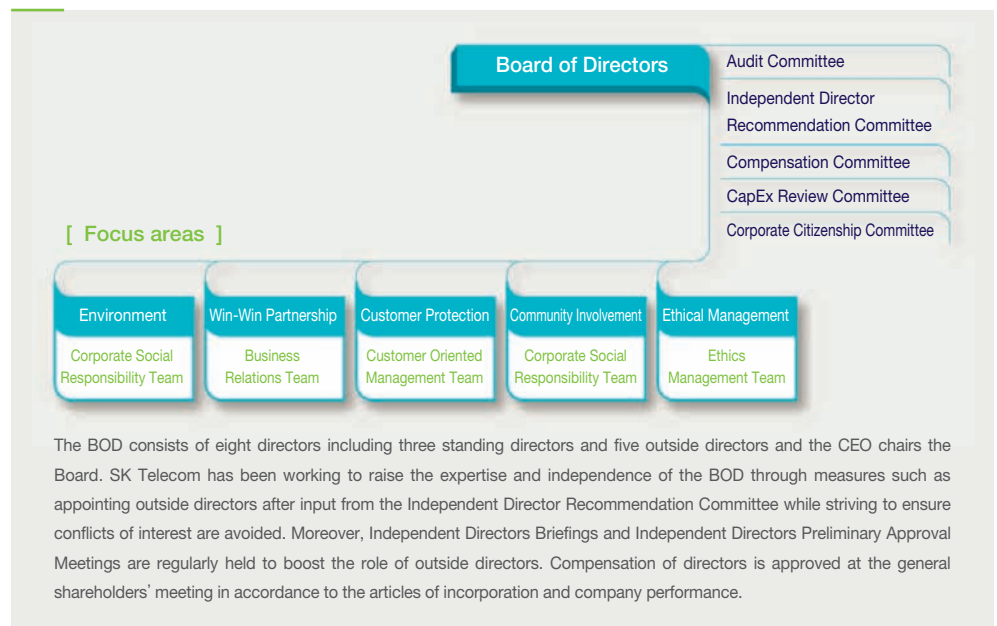 Board of Directors
Audit Committee
Independent Director
Recommendation Committee
Compensation Committee
CapEx Review Committee
Corporate Citizenship Committee
[ Focus areas ]
Environment
Corporate Social
Responsibility Team
Win-Win Partnership
Business
Relations Team
Customer Protection
Customer Oriented
Management Team
Community Involvement
Corporate Social
Responsibility Team
Ethical Management
Ethics
Management Team
The BOD consists of eight directors including three standing directors and five outside directors and the CEO chairs the
Board. SK Telecom has been working to raise the expertise and independence of the BOD through measures such as
appointing outside directors after input from the Independent Director Recommendation Committee while striving to ensure
conflicts of interest are avoided. Moreover, Independent Directors Briefings and Independent Directors Preliminary Approval
Meetings are regularly held to boost the role of outside directors. Compensation of directors is approved at the general
shareholders’ meeting in accordance to the articles of incorporation and company performance.